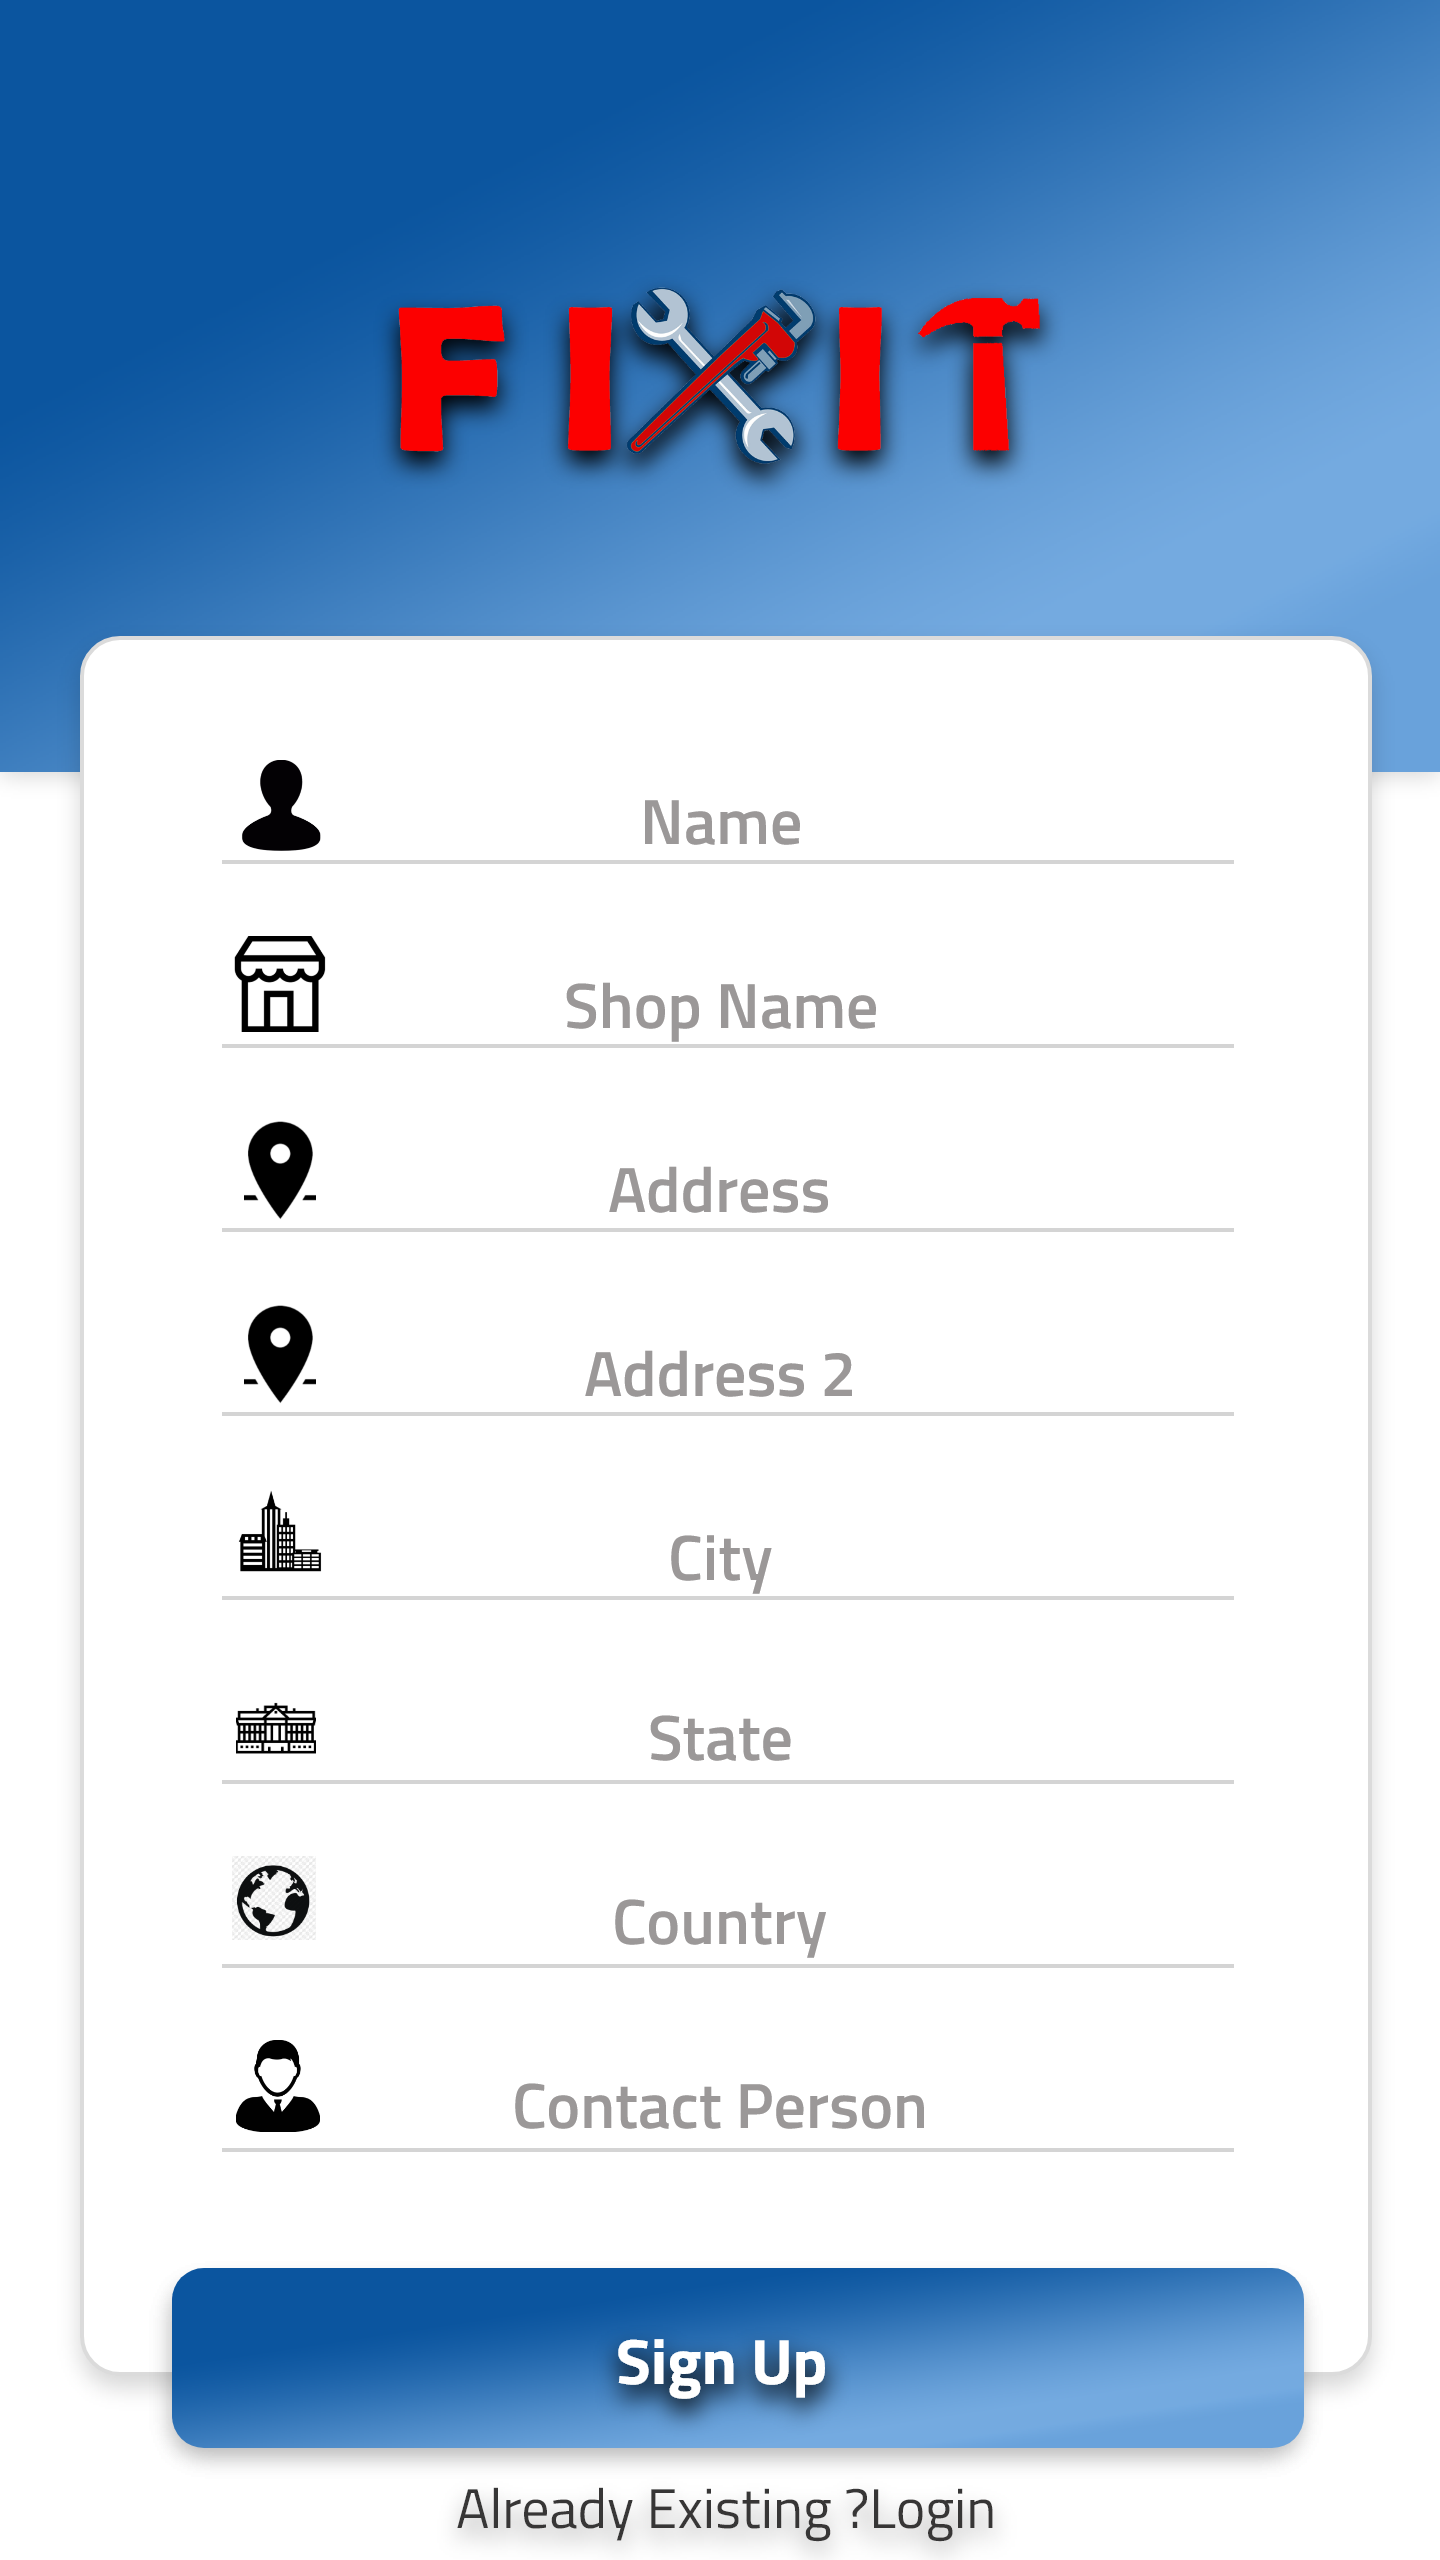 FIXIT
Name
Shop Name
Address
Address 2
City
State
Country
Contact Person
Sign Up
Already Existing ?Login